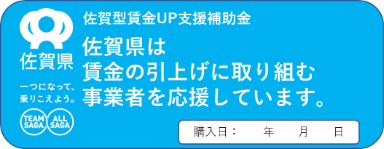 佐賀型賃金UP支援補助金
佐賀県
佐賀県は
賃金の引上げに取り組む
事業者を応援しています。
一つになって、
乗りこえよう。
TEAM
SAGA
ALL
SAGA
購入日： 年 月 日